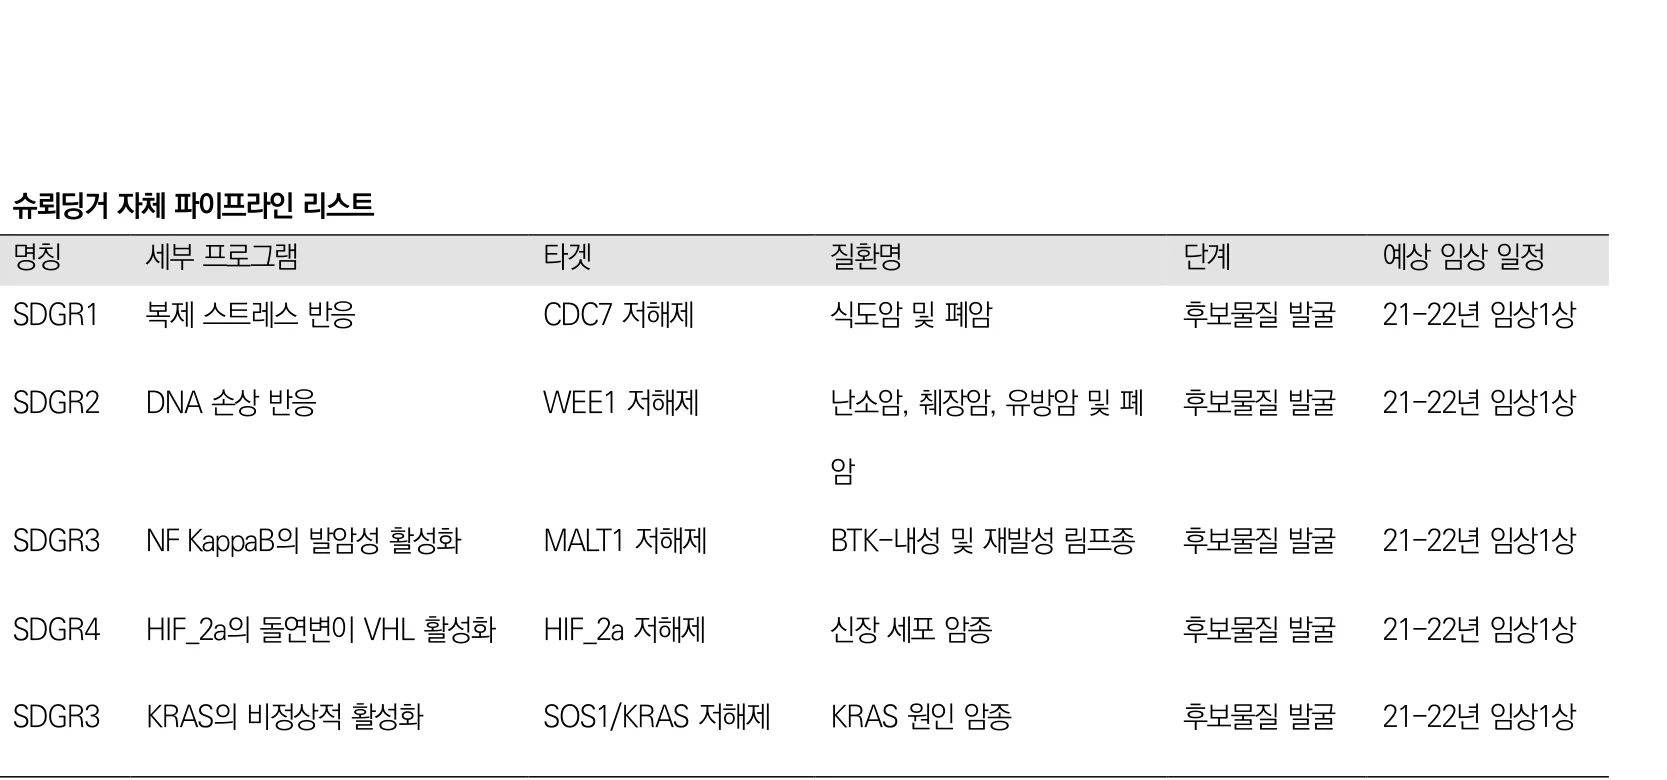 슈뢰딩거 자체 파이프라인 리스트
명칭 세부 프로그램 타겟 질환명 단계 예상 임상 일정
SDGR1 복제 스트레스 반응 CDC7 저해제 식도암 및 폐암 후보물질 발굴 21-22년 임상1상
SDGR2 DNA 손상 반응 WEE1 저해제 난소암, 췌장암, 유방암 및 폐 후보물질 발굴 21-22년 임상1상
암
SDGR3 NF KappaB의 발암성 활성화 MALT1 저해제 BTK-내성 및 재발성 림프종 후보물질 발굴 21-22년 임상1상
SDGR4 HIF_2a의 돌연변이 VHL 활성화 HIF_2a 저해제 신장 세포 암종 후보물질 발굴 21-22년 임상1상
SDGR3 KRAS의 비정상적 활성화 SOS1/KRAS 저해제 KRAS 원인 암종 후보물질 발굴 21-22년 임상1상